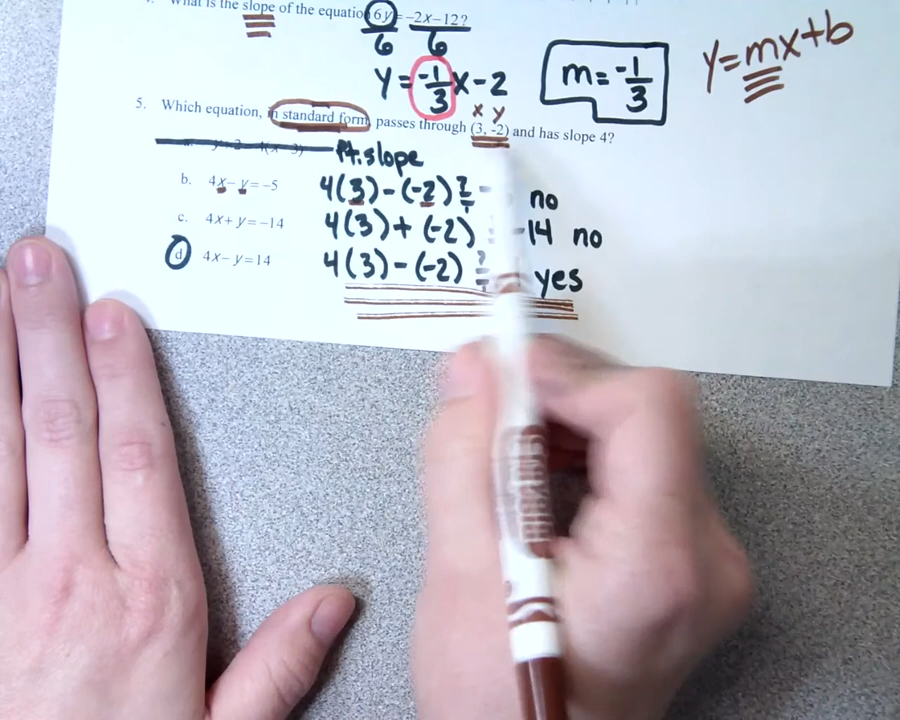 What is the slope of the equation 6y=-2x-12?
6 6
y=-1/3x-2
m=-1/3
y=mx+b
x y
5. Which equation, in standard form, passes through (3, -2) and has slope 4?
Pt. slope
b. 4x-y=-5 4(3)-(-2)?= - no
c. 4x+y=-14 4(3)+(-2) -14 no
d. 4x-y=14 4(3)-(-2)?= yes